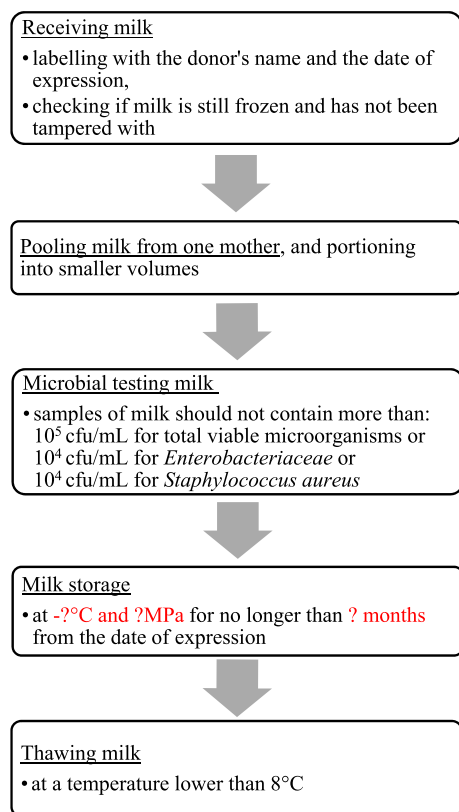 Receiving milk
• labelling with the donor's name and the date of
expression,
• checking if milk is still frozen and has not been
tampered with
Pooling milk from one mother, and portioning
into smaller volumes
Microbial testing milk
• samples of milk should not contain more than:
10⁵ cfu/mL for total viable microorganisms or
10⁴ cfu/mL for Enterobacteriaceae or
10⁴ cfu/mL for Staphylococcus aureus
Milk storage
• at -?°C and ?MPa for no longer than ? months
from the date of expression
Thawing milk
• at a temperature lower than 8°C